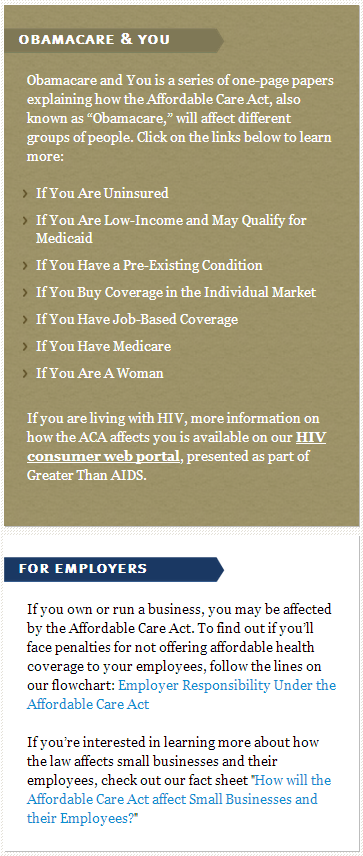 OBAMACARE & YOU
Obamacare and You is a series of one-page papers
explaining how the Affordable Care Act, also
known as “Obamacare,” will affect different
groups of people. Click on the links below to learn
more:
› If You Are Uninsured
› If You Are Low-Income and May Qualify for
Medicaid
› If You Have a Pre-Existing Condition
› If You Buy Coverage in the Individual Market
› If You Have Job-Based Coverage
› If You Have Medicare
› If You Are A Woman
If you are living with HIV, more information on
how the ACA affects you is available on our HIV
consumer web portal, presented as part of
Greater Than AIDS.
FOR EMPLOYERS
If you own or run a business, you may be affected
by the Affordable Care Act. To find out if you’ll
face penalties for not offering affordable health
coverage to your employees, follow the lines on
our flowchart: Employer Responsibility Under the
Affordable Care Act
If you’re interested in learning more about how
the law affects small businesses and their
employees, check out our fact sheet "How will the
Affordable Care Act affect Small Businesses and
their Employees?"